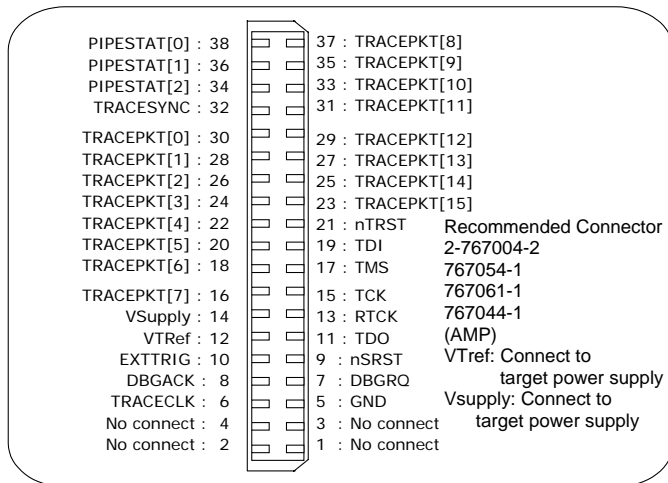 PIPESTAT[0] : 38
PIPESTAT[1] : 36
PIPESTAT[2] : 34
TRACESYNC : 32
TRACEPKT[0] : 30
TRACEPKT[1] : 28
TRACEPKT[2] : 26
TRACEPKT[3] : 24
TRACEPKT[4] : 22
TRACEPKT[5] : 20
TRACEPKT[6] : 18
TRACEPKT[7] : 16
VSupply : 14
VTRef : 12
EXTTRIG : 10
DBGACK : 8
TRACECLK : 6
No connect : 4
No connect : 2
37 : TRACEPKT[8]
35 : TRACEPKT[9]
33 : TRACEPKT[10]
31 : TRACEPKT[11]
29 : TRACEPKT[12]
27 : TRACEPKT[13]
25 : TRACEPKT[14]
23 : TRACEPKT[15]
21 : nTRST
19 : TDI
17 : TMS
15 : TCK
13 : RTCK
11 : TDO
9 : nSRST
7 : DBGRQ
5 : GND
3 : No connect
1 : No connect
Recommended Connector
2-767004-2
767054-1
767061-1
767044-1
(AMP)
VTref: Connect to
target power supply
Vsupply: Connect to
target power supply